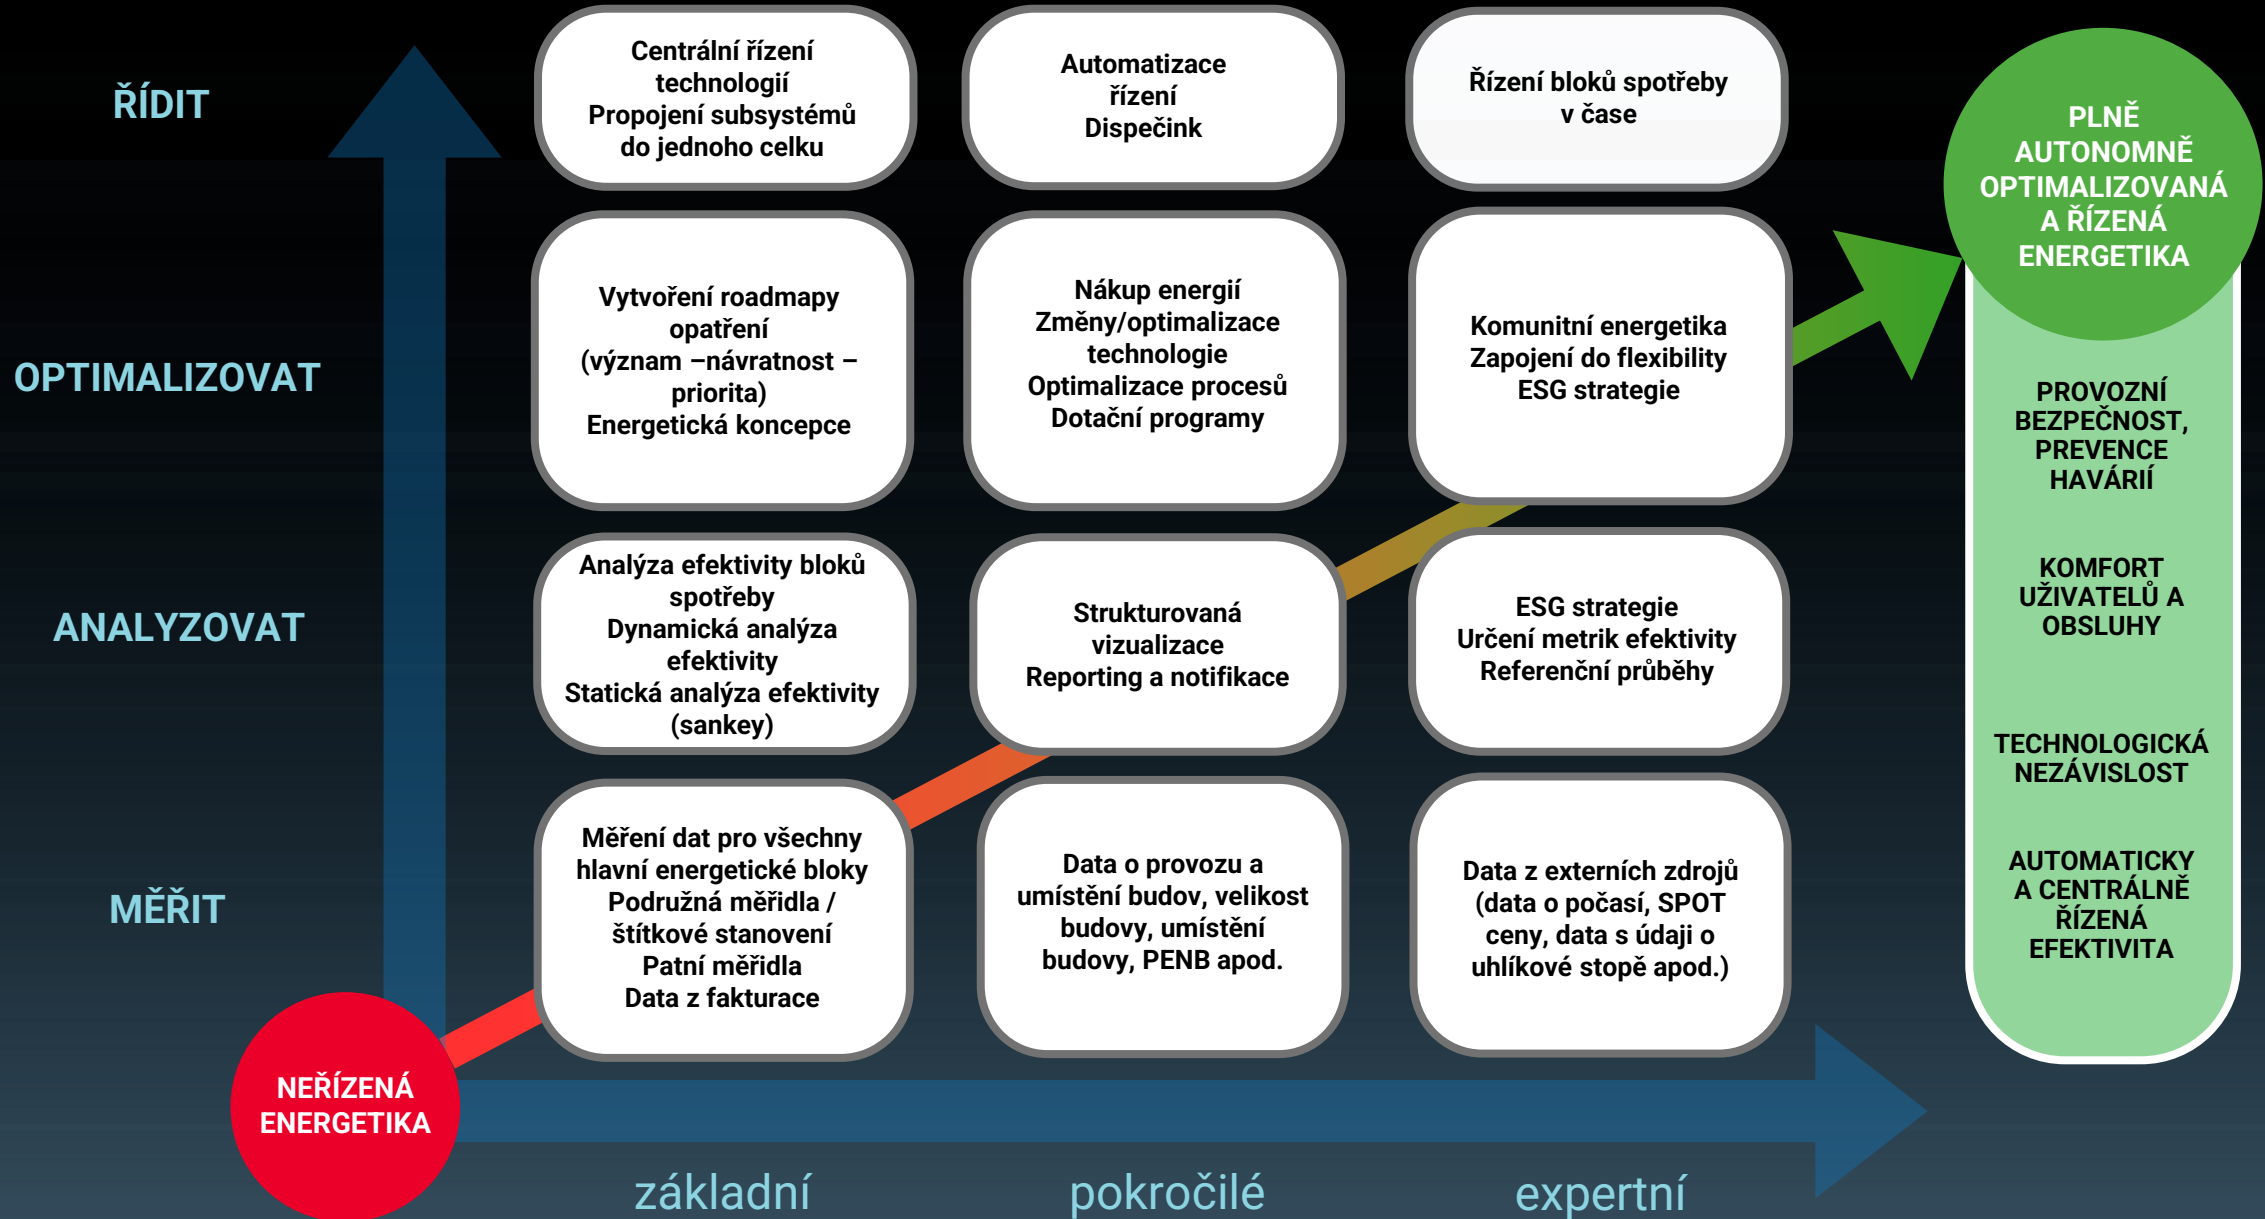 ŘÍDIT
Centrální řízení
technologií
Propojení subsystémů
do jednoho celku
Automatizace
řízení
Dispečink
Řízení bloků spotřeby
v čase
OPTIMALIZOVAT
Vytvoření roadmapy
opatření
(význam –návratnost –
priorita)
Energetická koncepce
Nákup energií
Změny/optimalizace
technologie
Optimalizace procesů
Dotační programy
Komunitní energetika
Zapojení do flexibility
ESG strategie
ANALYZOVAT
Analýza efektivity bloků
spotřeby
Dynamická analýza
efektivity
Statická analýza efektivity
(sankey)
Strukturovaná
vizualizace
Reporting a notifikace
ESG strategie
Určení metrik efektivity
Referenční průběhy
MĚŘIT
Měření dat pro všechny
hlavní energetické bloky
Podružná měřidla /
štítkové stanovení
Patní měřidla
Data z fakturace
Data o provozu a
umístění budov, velikost
budovy, umístění
budovy, PENB apod.
Data z externích zdrojů
(data o počasí, SPOT
ceny, data s údaji o
uhlíkové stopě apod.)
NEŘÍZENÁ
ENERGETIKA
základní
pokročilé
expertní
PLNĚ
AUTONOMNĚ
OPTIMALIZOVANÁ
A ŘÍZENÁ
ENERGETIKA
PROVOZNÍ
BEZPEČNOST,
PREVENCE
HAVÁRIÍ
KOMFORT
UŽIVATELŮ A
OBSLUHY
TECHNOLOGICKÁ
NEZÁVISLOST
AUTOMATICKY
A CENTRÁLNĚ
ŘÍZENÁ
EFEKTIVITA